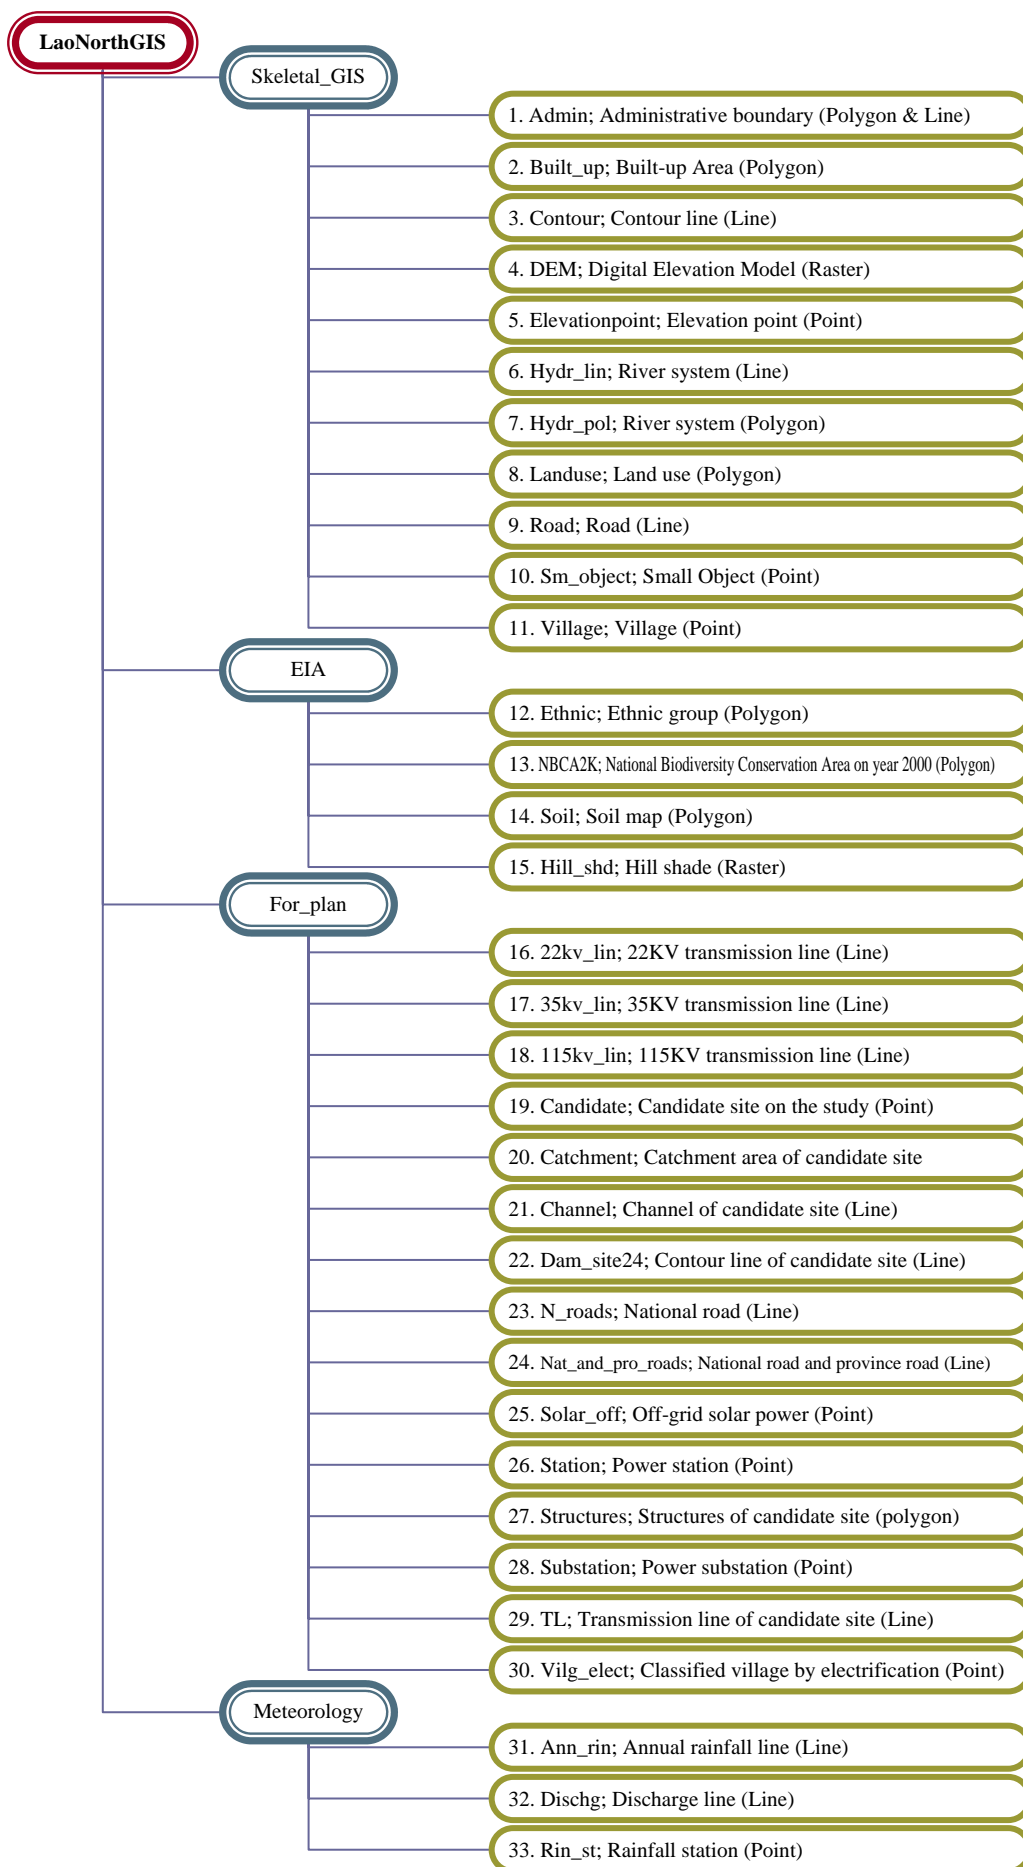 LaoNorthGIS
Skeletal_GIS
1. Admin; Administrative boundary (Polygon & Line)
2. Built_up; Built-up Area (Polygon)
3. Contour; Contour line (Line)
4. DEM; Digital Elevation Model (Raster)
5. Elevationpoint; Elevation point (Point)
6. Hydr_lin; River system (Line)
7. Hydr_pol; River system (Polygon)
8. Landuse; Land use (Polygon)
9. Road; Road (Line)
10. Sm_object; Small Object (Point)
11. Village; Village (Point)
EIA
12. Ethnic; Ethnic group (Polygon)
13. NBCA2K; National Biodiversity Conservation Area on year 2000 (Polygon)
14. Soil; Soil map (Polygon)
15. Hill_shd; Hill shade (Raster)
For_plan
16. 22kv_lin; 22KV transmission line (Line)
17. 35kv_lin; 35KV transmission line (Line)
18. 115kv_lin; 115KV transmission line (Line)
19. Candidate; Candidate site on the study (Point)
20. Catchment; Catchment area of candidate site
21. Channel; Channel of candidate site (Line)
22. Dam_site24; Contour line of candidate site (Line)
23. N_roads; National road (Line)
24. Nat_and_pro_roads; National road and province road (Line)
25. Solar_off; Off-grid solar power (Point)
26. Station; Power station (Point)
27. Structures; Structures of candidate site (polygon)
28. Substation; Power substation (Point)
29. TL; Transmission line of candidate site (Line)
30. Vilg_elect; Classified village by electrification (Point)
Meteorology
31. Ann_rin; Annual rainfall line (Line)
32. Dischg; Discharge line (Line)
33. Rin_st; Rainfall station (Point)